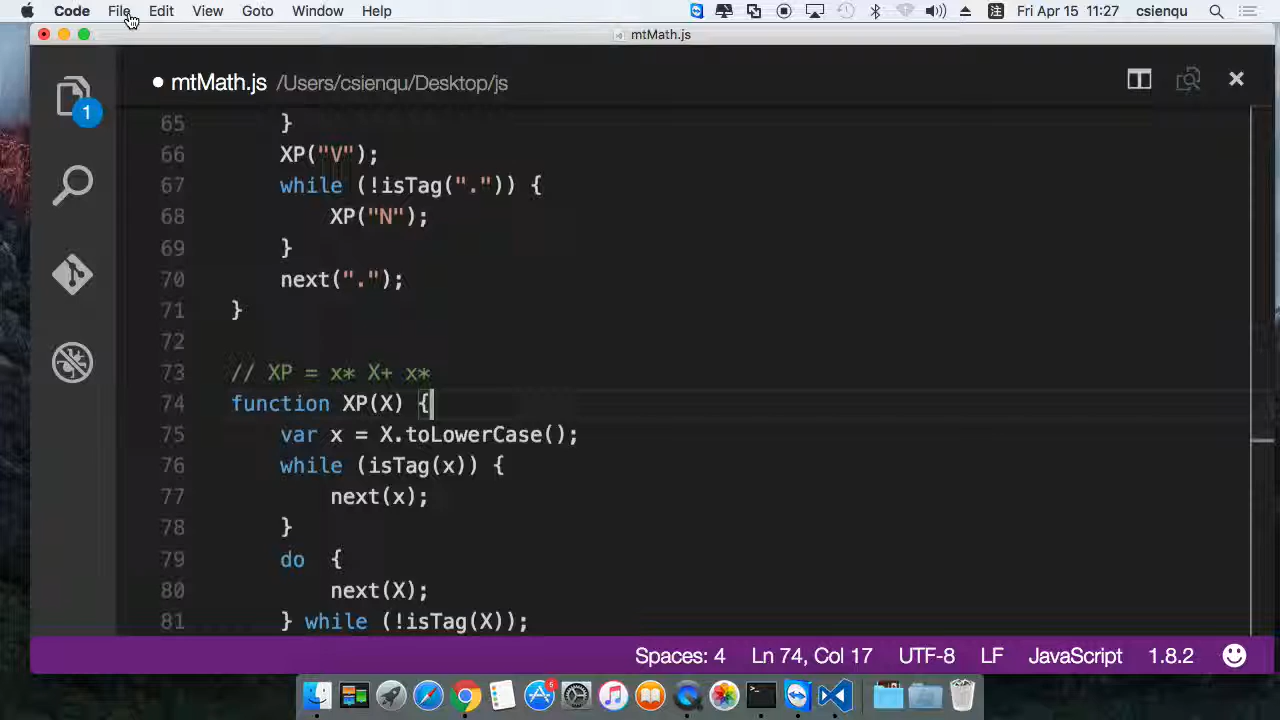 Code File Edit View Goto Window Help 注 Fri Apr 15 11:27 csienqu
mtMath.js
1
● mtMath.js /Users/csienqu/Desktop/js
65 }
66 XP("V");
67 while (!isTag(".")) {
68 XP("N");
69 }
70 next(".");
71 }
72
73 // XP = x* X+ x*
74 function XP(X) {
75 var x = X.toLowerCase();
76 while (isTag(x)) {
77 next(x);
78 }
79 do {
80 next(X);
81 } while (!isTag(X));
Spaces: 4 Ln 74, Col 17 UTF-8 LF JavaScript 1.8.2
6